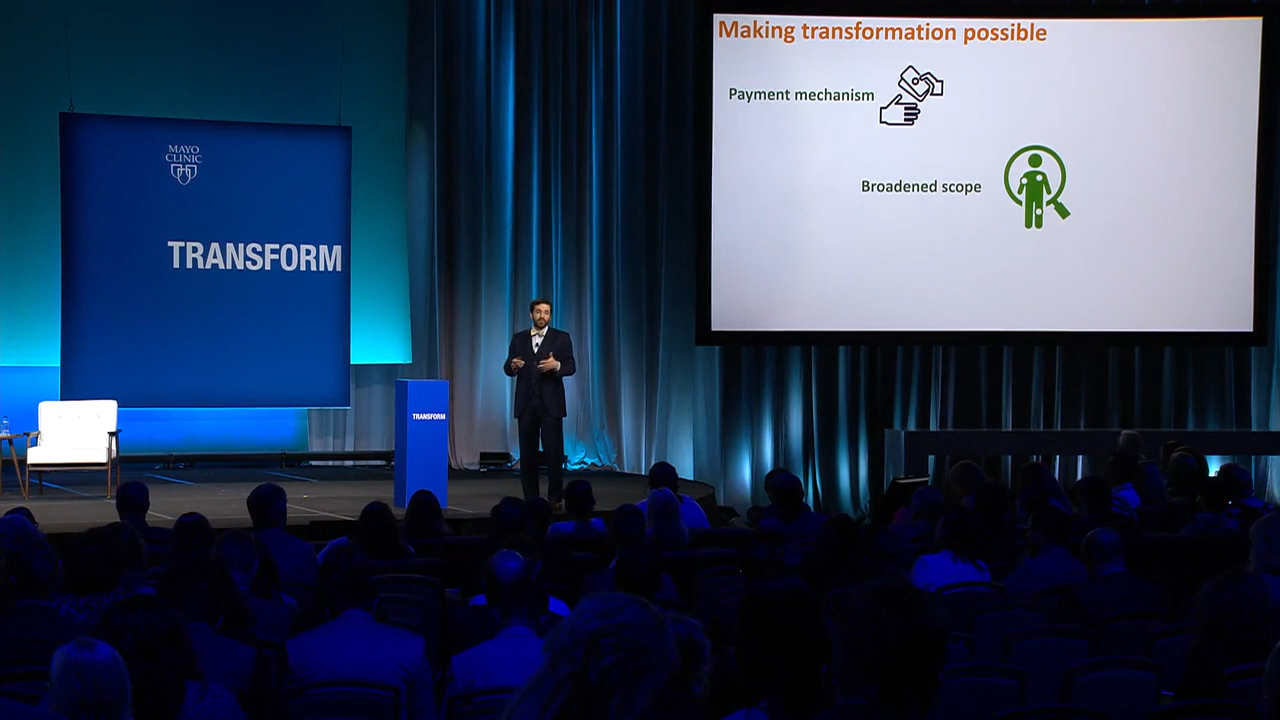 MAYO
CLINIC
TRANSFORM
TRANSFORM
Making transformation possible
Payment mechanism
Broadened scope